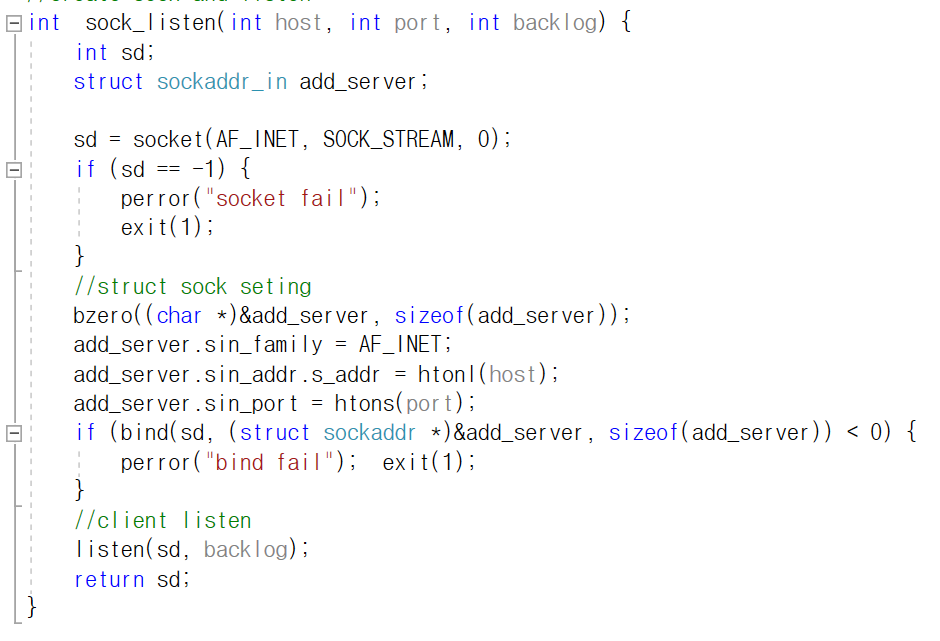 int sock_listen(int host, int port, int backlog) {
int sd;
struct sockaddr_in add_server;
sd = socket(AF_INET, SOCK_STREAM, 0);
if (sd == -1) {
perror("socket fail");
exit(1);
}
//struct sock seting
bzero((char *)&add_server, sizeof(add_server));
add_server.sin_family = AF_INET;
add_server.sin_addr.s_addr = htonl(host);
add_server.sin_port = htons(port);
if (bind(sd, (struct sockaddr *)&add_server, sizeof(add_server)) < 0) {
perror("bind fail"); exit(1);
}
//client listen
listen(sd, backlog);
return sd;
}